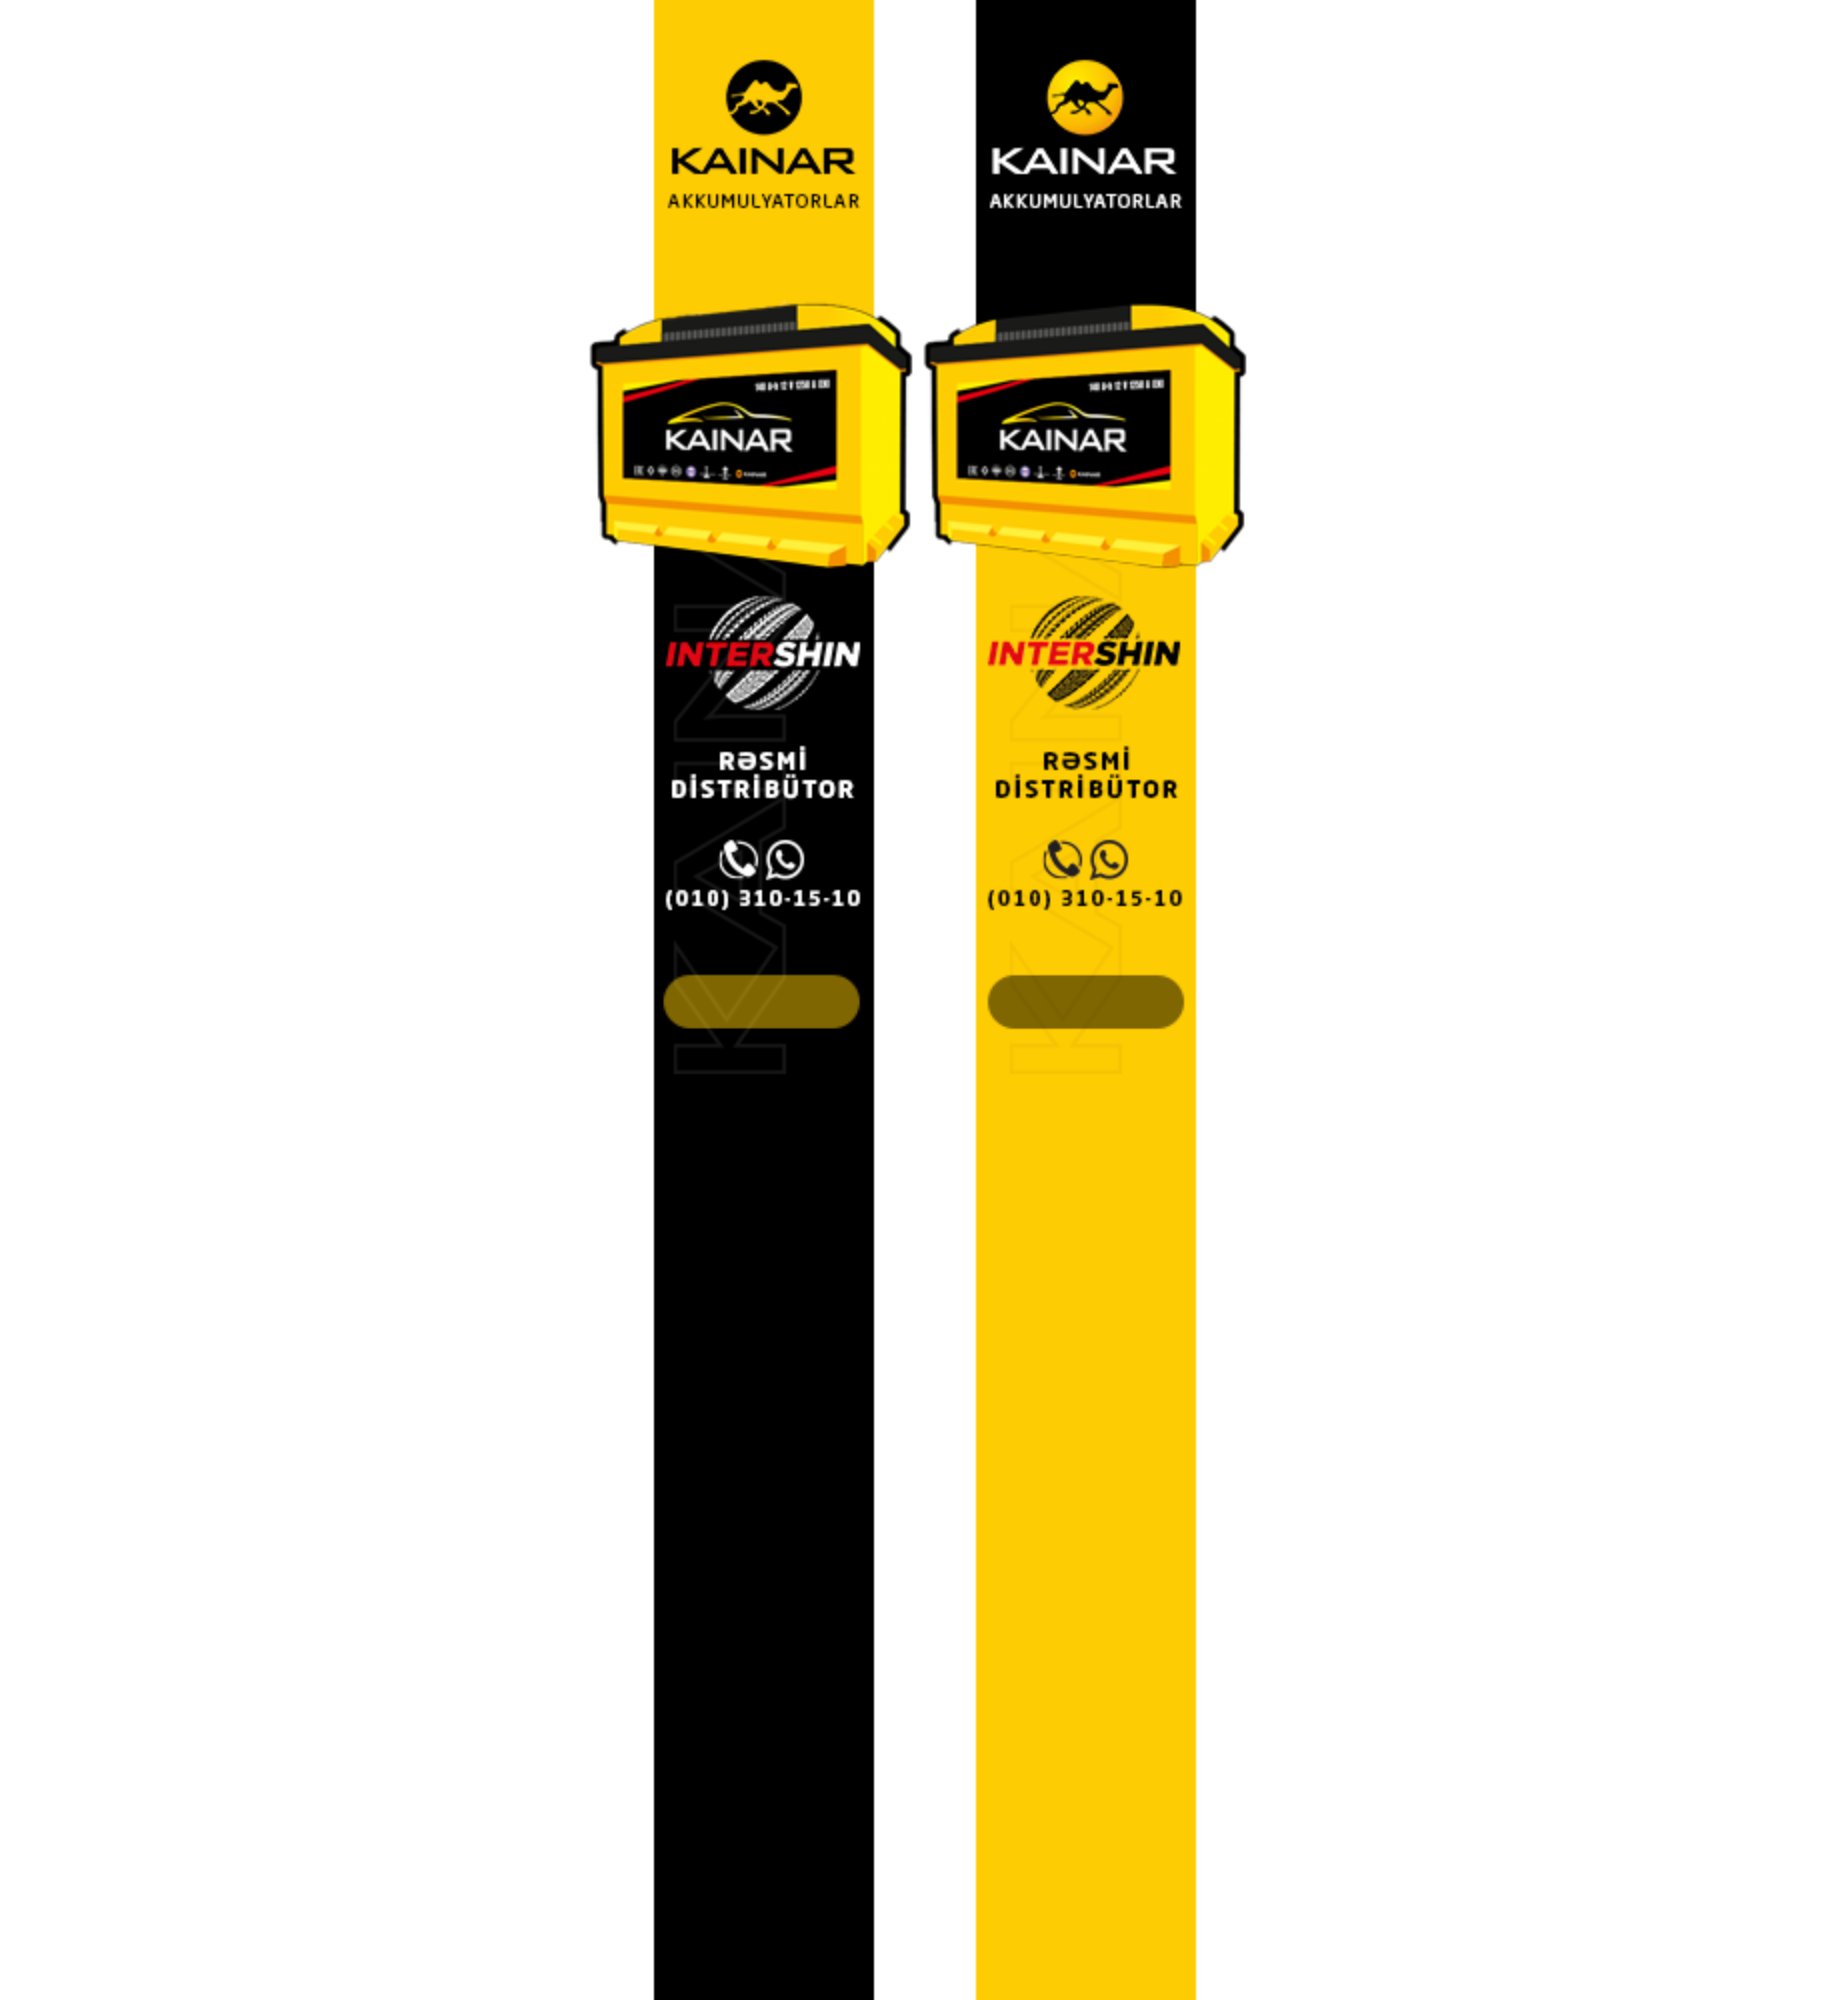 KAINAR
AKKUMULYATORLAR
KAINAR
INTERSHIN
RƏSMİ
DİSTRİBÜTOR
(010) 310-15-10
KAINAR
KAINAR
AKKUMULYATORLAR
KAINAR
INTERSHIN
RƏSMİ
DİSTRİBÜTOR
(010) 310-15-10